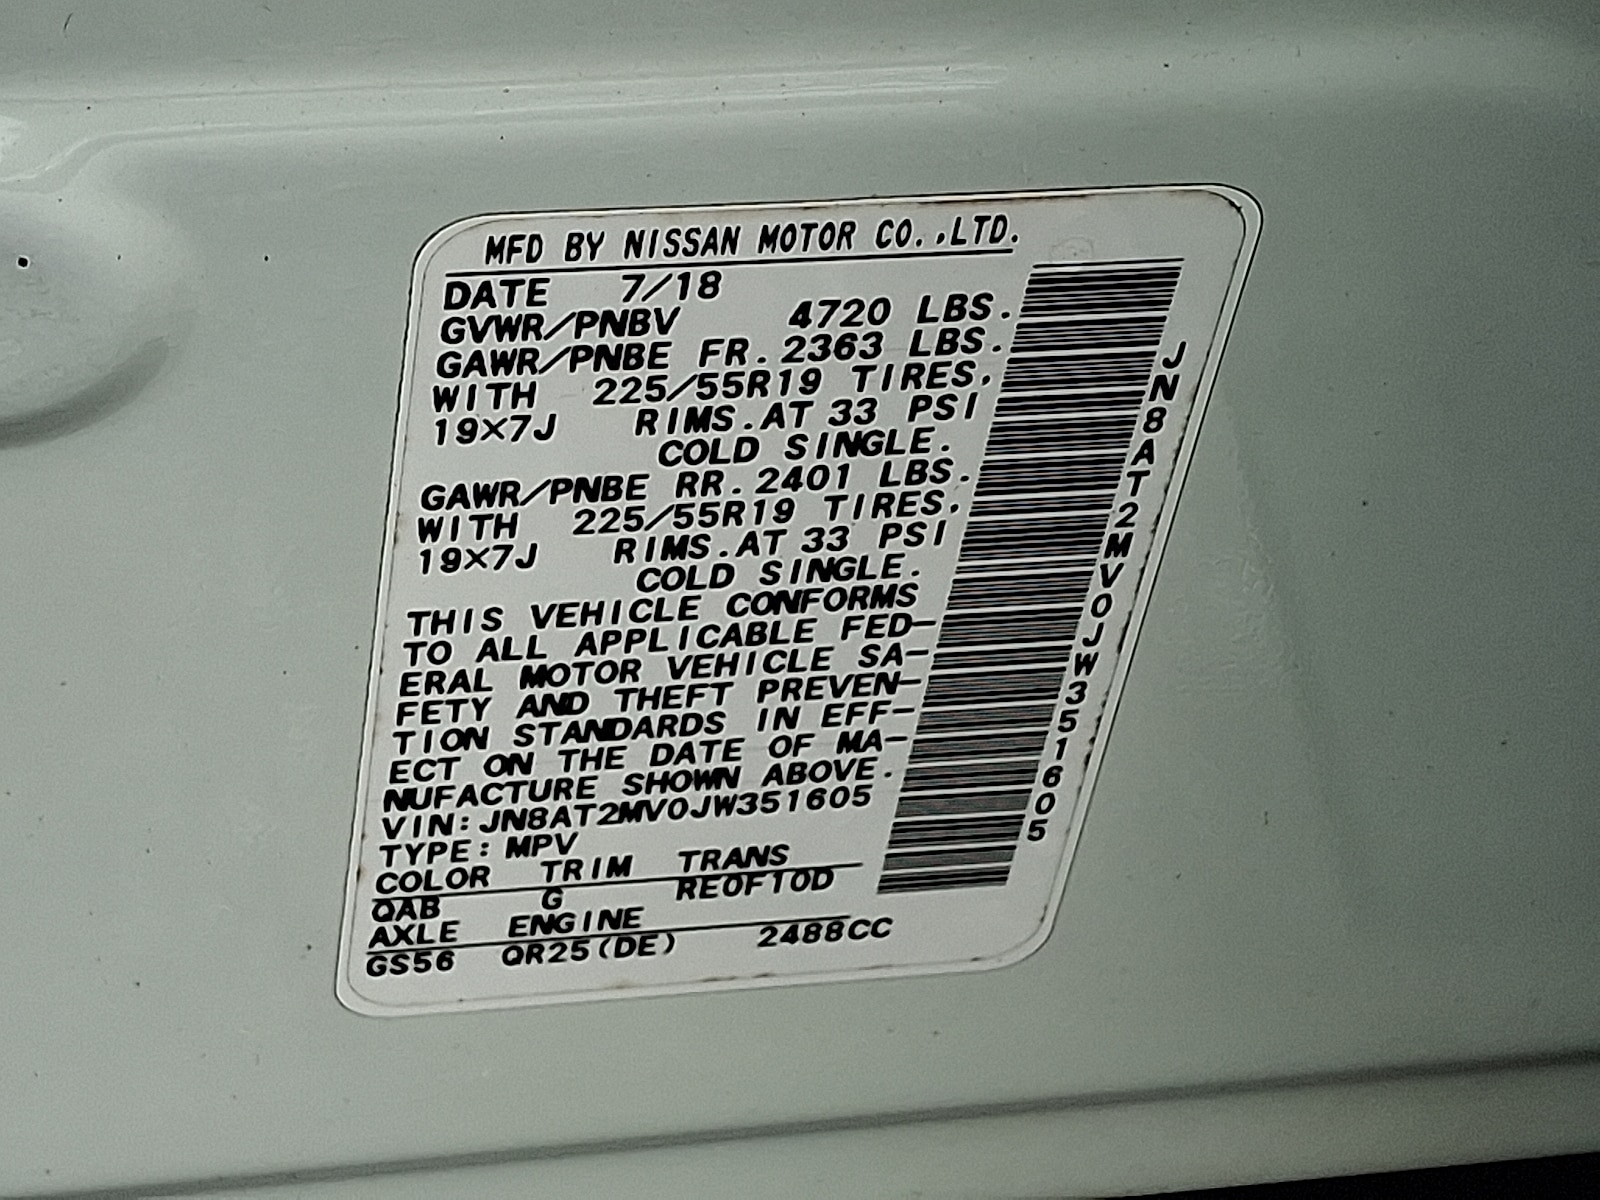 MFD BY NISSAN MOTOR CO.,LTD.
DATE 7/18
GVWR/PNBV 4720 LBS.
GAWR/PNBE FR. 2363 LBS.
WITH 225/55R19 TIRES.
19×7J RIMS.AT 33 PSI
COLD SINGLE.
GAWR/PNBE RR. 2401 LBS.
WITH 225/55R19 TIRES.
19×7J RIMS.AT 33 PSI
COLD SINGLE.
THIS VEHICLE CONFORMS
TO ALL APPLICABLE FED-
ERAL MOTOR VEHICLE SA-
FETY AND THEFT PREVEN-
TION STANDARDS IN EFF-
ECT ON THE DATE OF MA-
NUFACTURE SHOWN ABOVE.
VIN:JN8AT2MV0JW351605
TYPE:MPV
COLOR TRIM TRANS
QAB G RE0F10D
AXLE ENGINE
GS56 QR25(DE) 2488CC
JN8AT2MV0JW351605